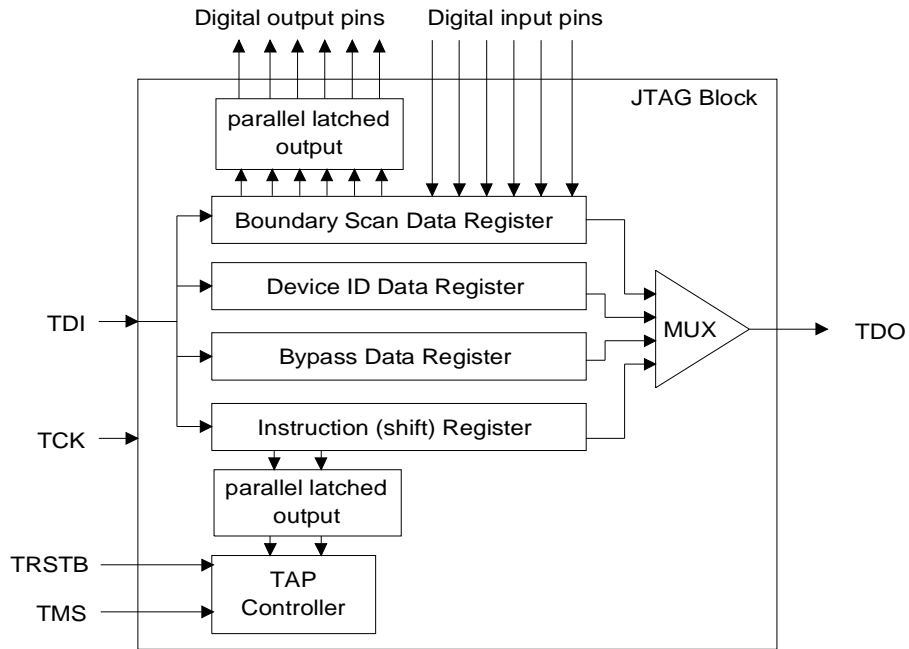 Digital output pins
Digital input pins
JTAG Block
parallel latched
output
Boundary Scan Data Register
Device ID Data Register
TDI
MUX
TDO
Bypass Data Register
TCK
Instruction (shift) Register
parallel latched
output
TRSTB
TAP
Controller
TMS